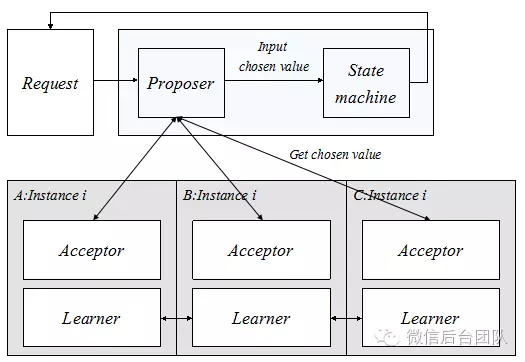 Input
chosen value
Request
Proposer
State
machine
Get chosen value
A:Instance i
B:Instance i
C:Instance i
Acceptor
Acceptor
Acceptor
Learner
Learner
Learner
微信后台团队